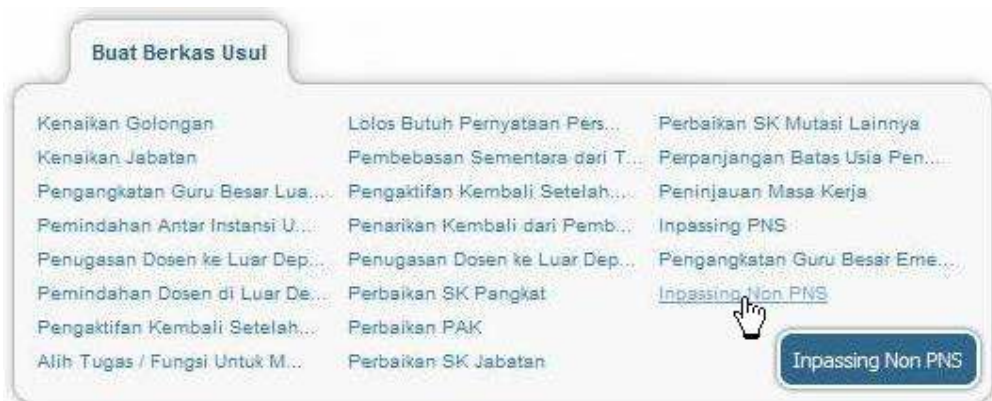 Buat Berkas Usul
Kenaikan Golongan
Kenaikan Jabatan
Pengangkatan Guru Besar Lua...
Pemindahan Antar Instansi U...
Penugasan Dosen ke Luar Dep...
Pemindahan Dosen di Luar De...
Pengaktifan Kembali Setelah...
Alih Tugas / Fungsi Untuk M...
Lolos Butuh Pernyataan Pers...
Pembebasan Sementara dari T...
Pengaktifan Kembali Setelah...
Penarikan Kembali dari Pemb...
Penugasan Dosen ke Luar Dep...
Perbaikan SK Pangkat
Perbaikan PAK
Perbaikan SK Jabatan
Perbaikan SK Mutasi Lainnya
Perpanjangan Batas Usia Pen...
Peninjauan Masa Kerja
Inpassing PNS
Pengangkatan Guru Besar Eme...
Inpassing Non PNS
Inpassing Non PNS